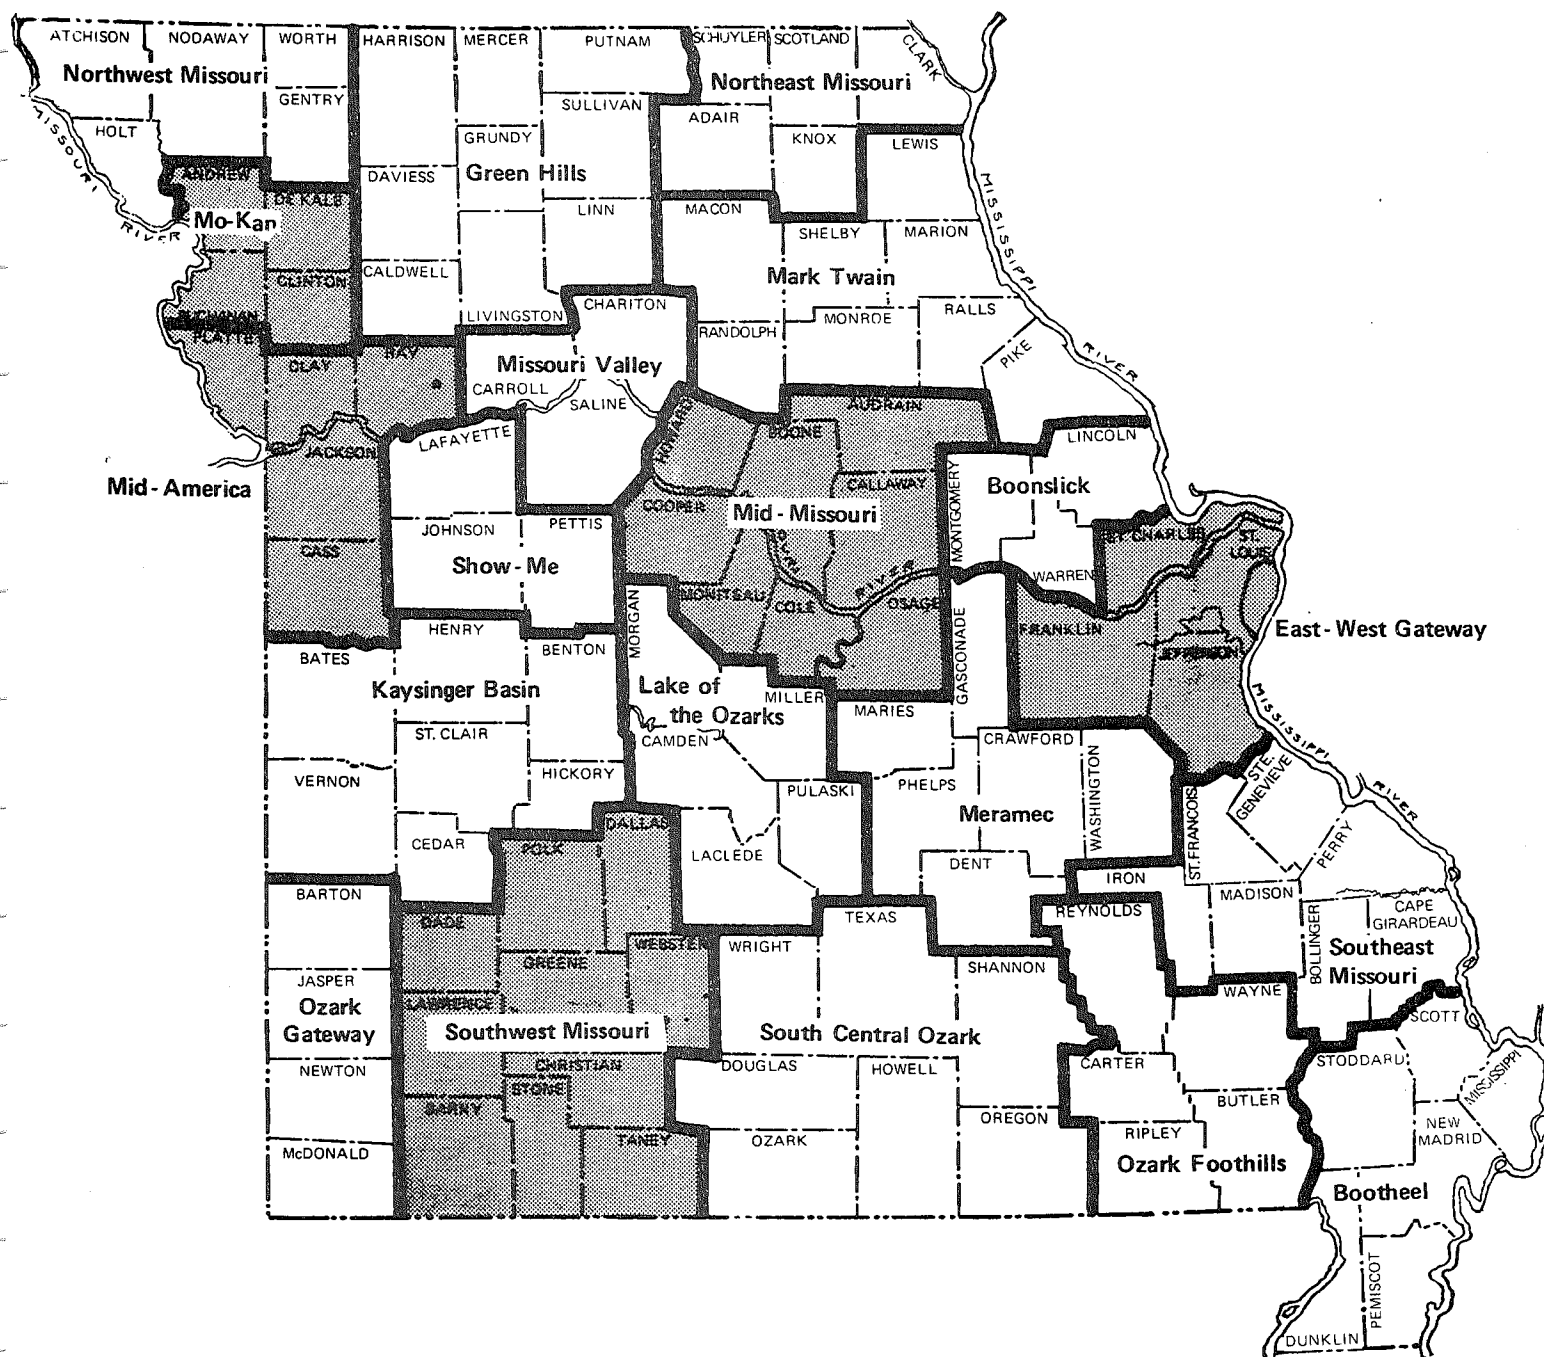 ATCHISON
NODAWAY
WORTH
HARRISON
MERCER
PUTNAM
SCHUYLER
SCOTLAND
CLARK
Northwest Missouri
Northeast Missouri
GENTRY
SULLIVAN
ADAIR
HOLT
GRUNDY
KNOX
LEWIS
MISSOURI
RIVER
ANDREW
DAVIESS
Green Hills
DE KALB
LINN
MACON
Mo-Kan
SHELBY
MARION
MISSISSIPPI
RIVER
CLINTON
CALDWELL
Mark Twain
CHARITON
BUCHANAN
LIVINGSTON
RANDOLPH
MONROE
RALLS
PLATTE
PIKE
CLAY
RAY
Missouri Valley
CARROLL
SALINE
HOWARD
BOONE
AUDRAIN
LINCOLN
JACKSON
LAFAYETTE
Mid-America
COOPER
CALLAWAY
MONTGOMERY
Boonslick
Mid-Missouri
JOHNSON
PETTIS
ST. CHARLES
ST.
LOUIS
CASS
Show-Me
RIVER
WARREN
MONITEAU
COLE
OSAGE
MORGAN
GASCONADE
FRANKLIN
East-West Gateway
HENRY
BENTON
BATES
JEFFERSON
Kaysinger Basin
Lake of
the Ozarks
MILLER
MARIES
MISSISSIPPI
RIVER
ST. CLAIR
CAMDEN
CRAWFORD
WASHINGTON
VERNON
HICKORY
PULASKI
PHELPS
STE.
GENEVIEVE
ST. FRANCOIS
Meramec
DALLAS
PERRY
CEDAR
POLK
LACLEDE
DENT
IRON
MADISON
BARTON
DADE
TEXAS
REYNOLDS
BOLLINGER
CAPE
GIRARDEAU
WEBSTER
WRIGHT
Southeast
Missouri
GREENE
SHANNON
JASPER
Ozark
Gateway
LAWRENCE
WAYNE
SCOTT
Southwest Missouri
South Central Ozark
NEWTON
CHRISTIAN
DOUGLAS
HOWELL
CARTER
STODDARD
MISSISSIPPI
STONE
BARRY
BUTLER
OREGON
NEW
MADRID
TANEY
OZARK
RIPLEY
McDONALD
Ozark Foothills
Bootheel
PEMISCOT
DUNKLIN